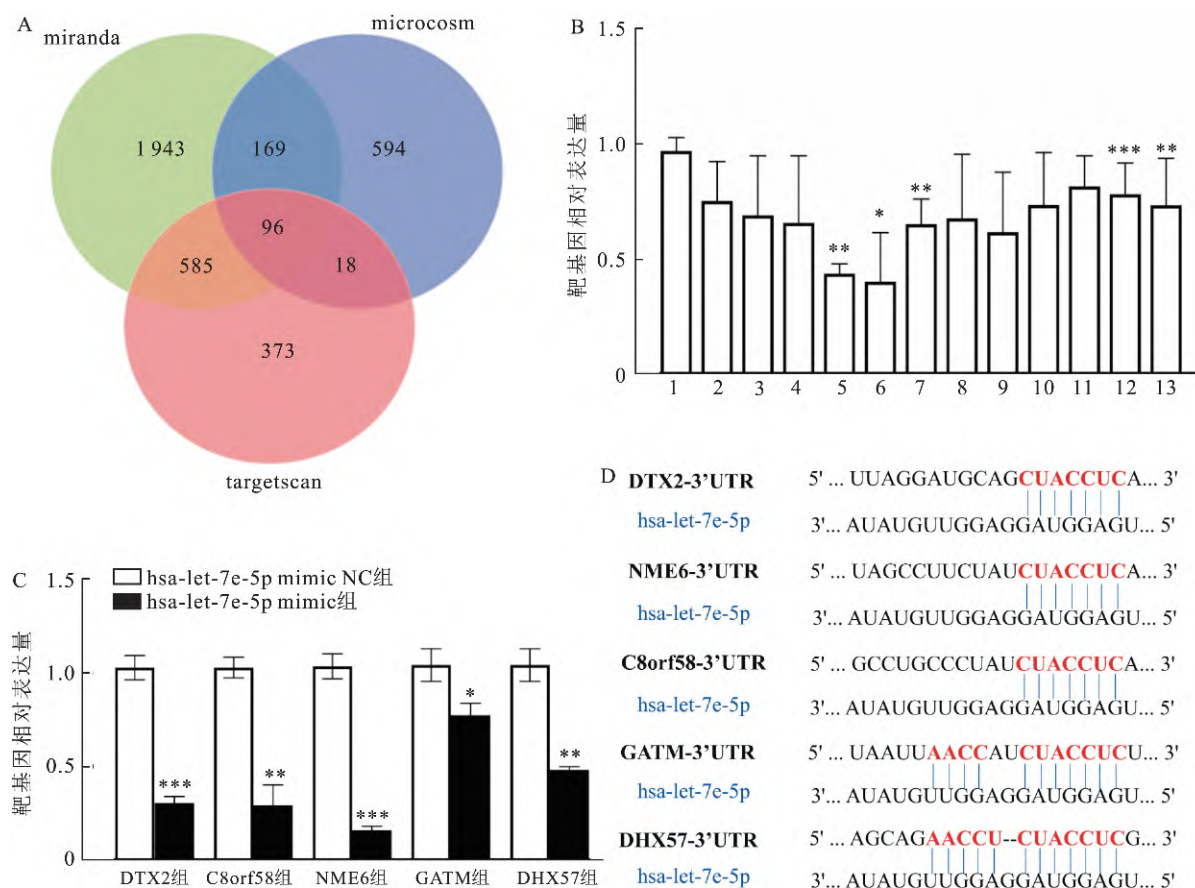 A
miranda
microcosm
1 943
169
594
96
585
18
373
targetscan
B
靶基因相对表达量
1.5
1.0
0.5
0
** * ** *** **
1 2 3 4 5 6 7 8 9 10 11 12 13
C
靶基因相对表达量
1.5
1.0
0.5
0
hsa-let-7e-5p mimic NC组
hsa-let-7e-5p mimic组
*** ** *** * **
DTX2组 C8orf58组 NME6组 GATM组 DHX57组
D
DTX2-3'UTR 5' ... UUAGGAUGCAGCUACCUCA... 3'
hsa-let-7e-5p 3'... AUAUGUUGGAGGAUGGAGU... 5'
NME6-3'UTR 5' ... UAGCCUUCUAUCUACCUCA... 3'
hsa-let-7e-5p 3'... AUAUGUUGGAGGAUGGAGU... 5'
C8orf58-3'UTR 5' ... GCCUGCCCUAUCUACCUCA... 3'
hsa-let-7e-5p 3'... AUAUGUUGGAGGAUGGAGU... 5'
GATM-3'UTR 5' ... UAAUUAACCAUCUACCUCU... 3'
hsa-let-7e-5p 3'... AUAUGUUGGAGGAUGGAGU... 5'
DHX57-3'UTR 5' ... AGCAGAACCU--CUACCUCG... 3'
hsa-let-7e-5p 3'... AUAUGUUGGAGGAUGGAGU... 5'